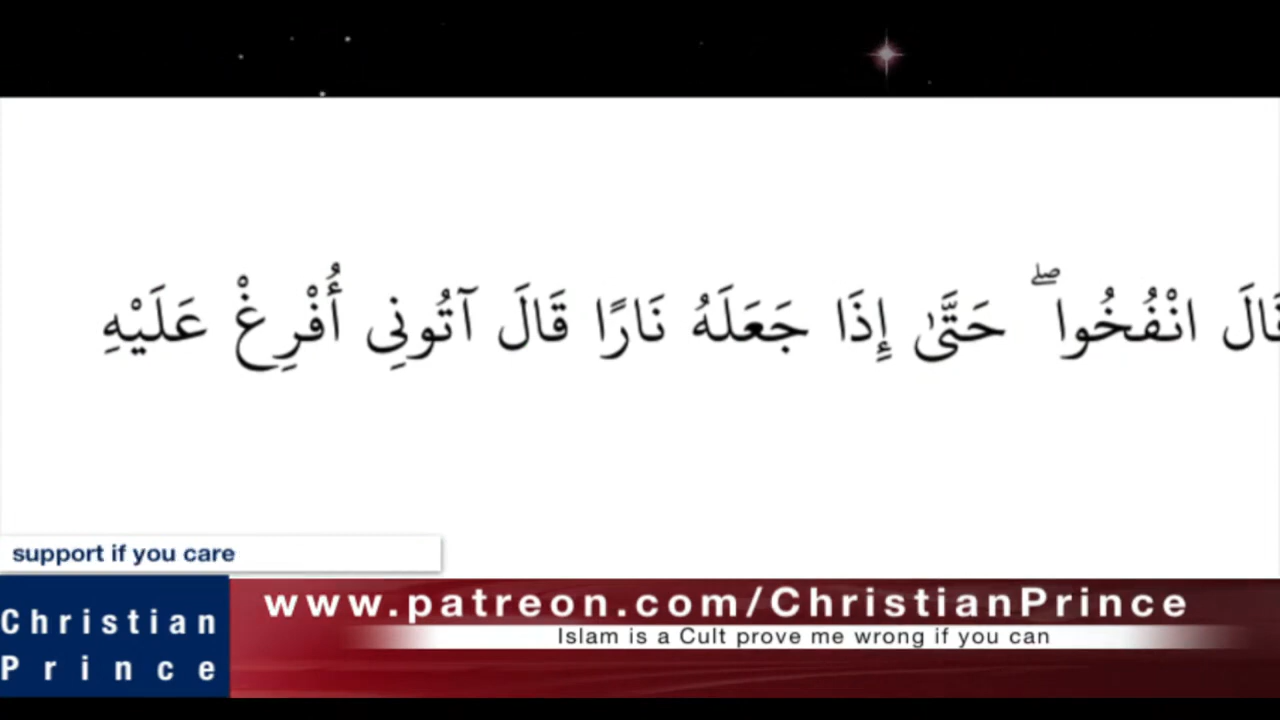 قَالَ انْفُخُوا ۖ حَتَّىٰ إِذَا جَعَلَهُ نَارًا قَالَ آتُونِي أُفْرِغْ عَلَيْهِ
support if you care
Christian
Prince
www.patreon.com/ChristianPrince
Islam is a Cult prove me wrong if you can